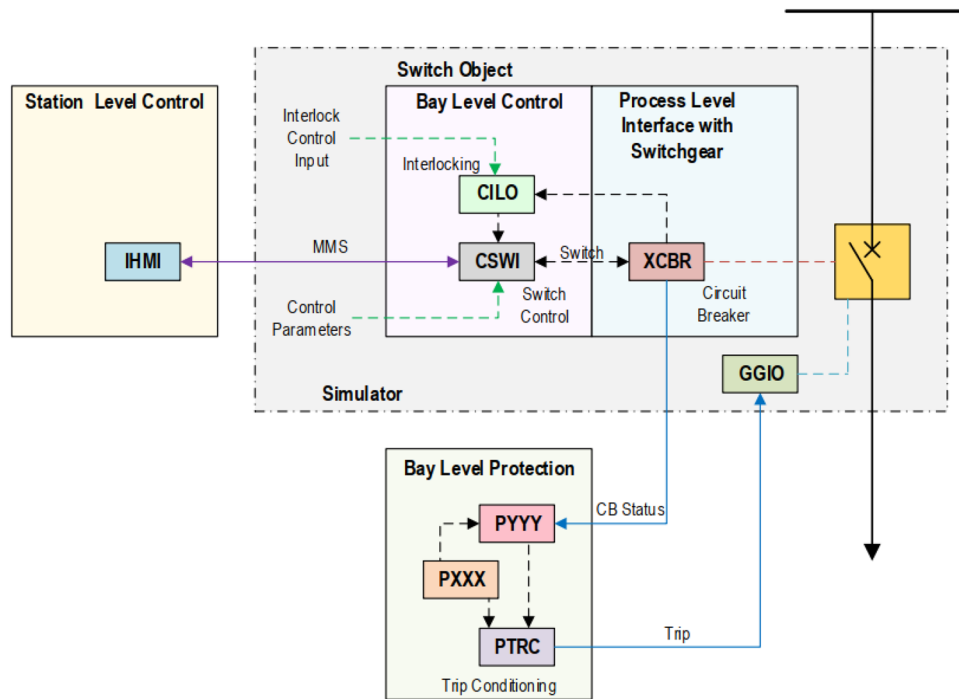 Switch Object
Station Level Control
Bay Level Control
Process Level
Interface with
Switchgear
Interlock
Control
Input
Interlocking
CILO
IHMI
MMS
CSWI
Switch
XCBR
Control
Parameters
Switch
Control
Circuit
Breaker
GGIO
Simulator
Bay Level Protection
PYYY
CB Status
PXXX
PTRC
Trip
Trip Conditioning